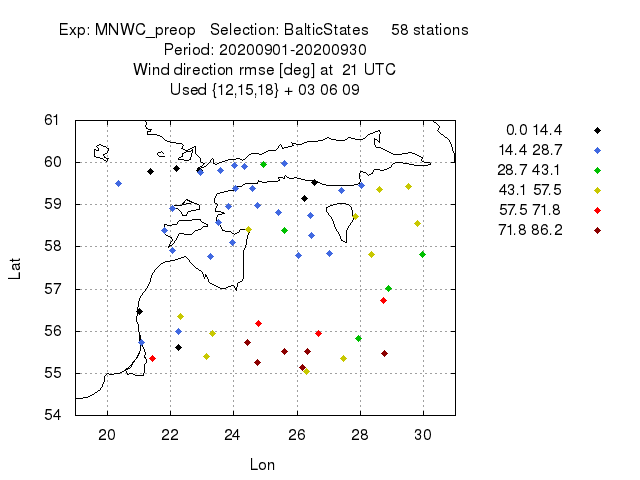 Exp: MNWC_preop   Selection: BalticStates     58 stations
Period: 20200901-20200930
Wind direction rmse [deg] at  21 UTC
Used {12,15,18} + 03 06 09
61
60
59
58
57
56
55
54
Lat
20 22 24 26 28 30
Lon
0.0 14.4
14.4 28.7
28.7 43.1
43.1 57.5
57.5 71.8
71.8 86.2